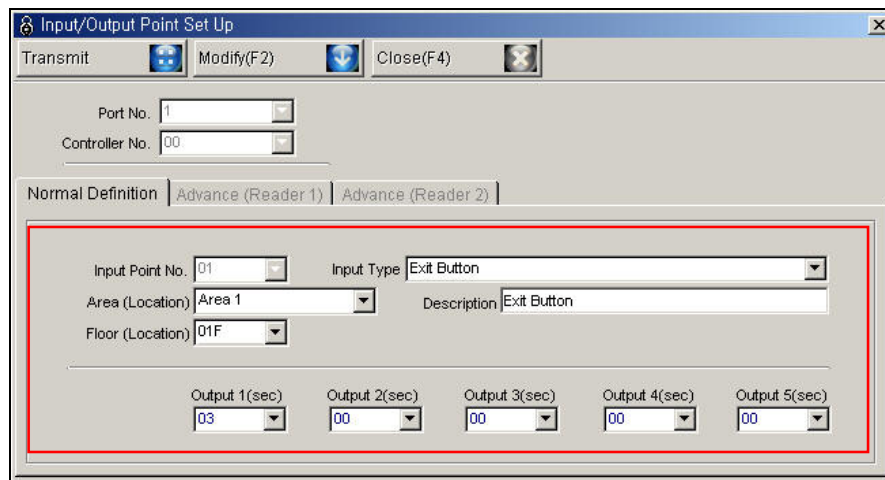 Input/Output Point Set Up
Transmit Modify(F2) Close(F4)
Port No. 1
Controller No. 00
Normal Definition Advance (Reader 1) Advance (Reader 2)
Input Point No. 01 Input Type Exit Button
Area (Location) Area 1 Description Exit Button
Floor (Location) 01F
Output 1(sec) Output 2(sec) Output 3(sec) Output 4(sec) Output 5(sec)
03 00 00 00 00